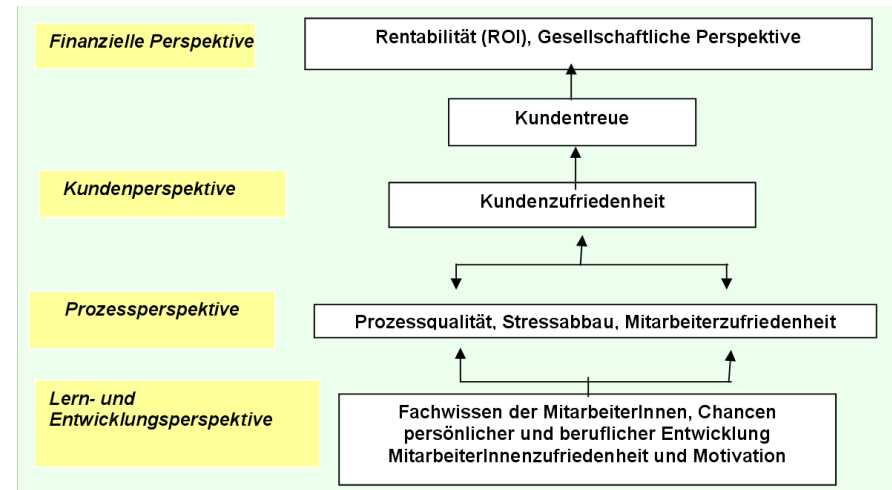 Finanzielle Perspektive
Rentabilität (ROI), Gesellschaftliche Perspektive
Kundentreue
Kundenperspektive
Kundenzufriedenheit
Prozessperspektive
Prozessqualität, Stressabbau, Mitarbeiterzufriedenheit
Lern- und
Entwicklungsperspektive
Fachwissen der MitarbeiterInnen, Chancen
persönlicher und beruflicher Entwicklung
MitarbeiterInnenzufriedenheit und Motivation